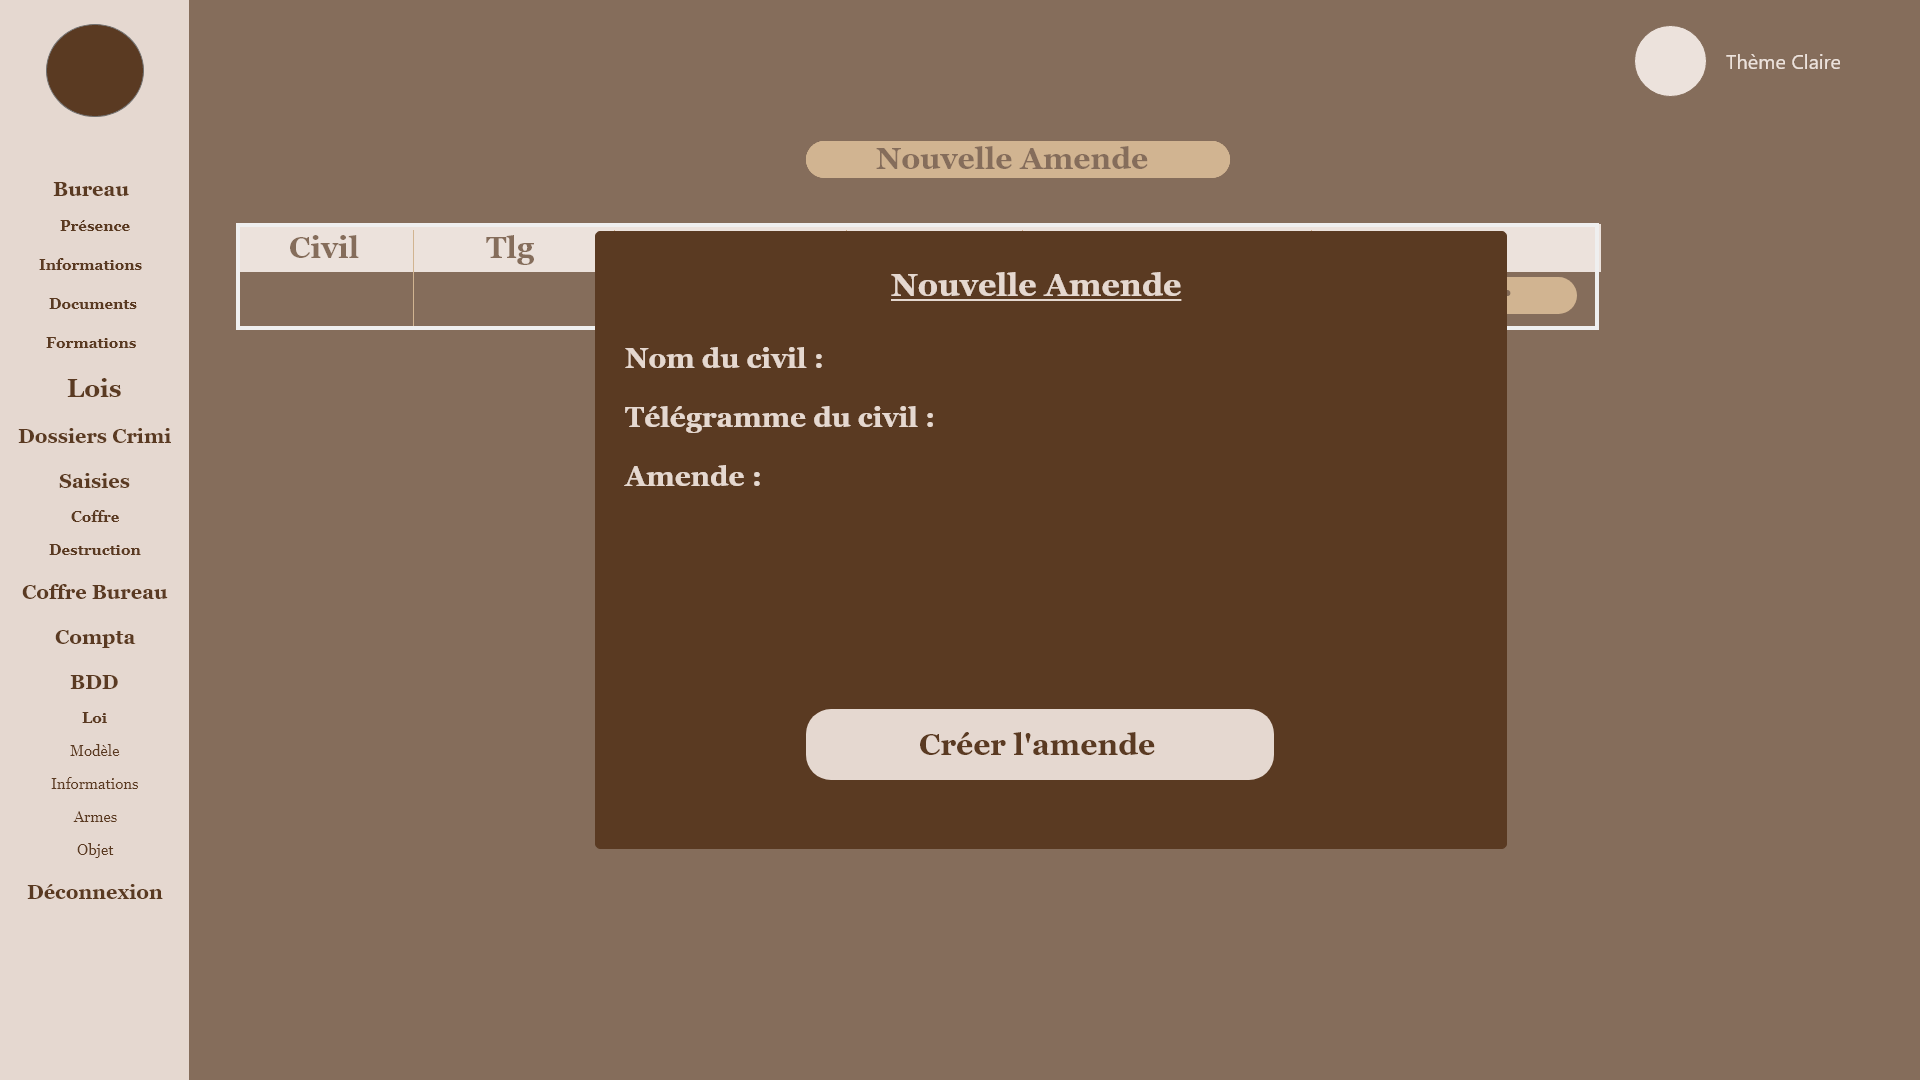 Thème Claire
Nouvelle Amende
Bureau
Présence
Informations
Documents
Formations
Lois
Dossiers Crimi
Saisies
Coffre
Destruction
Coffre Bureau
Compta
BDD
Loi
Modèle
Informations
Armes
Objet
Déconnexion
Civil
Tlg
Nouvelle Amende
Nom du civil :
Télégramme du civil :
Amende :
Créer l'amende